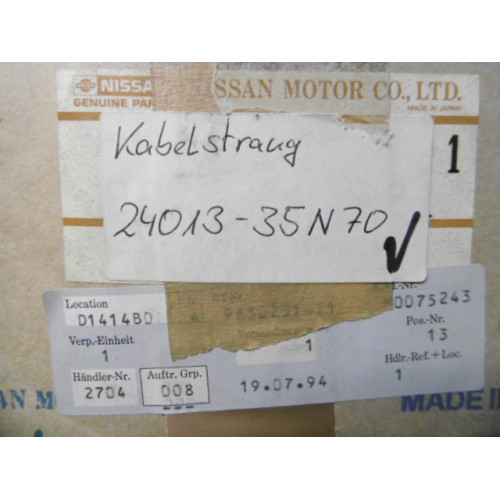 NISSAN MOTOR CO., LTD.
GENUINE PAR
MADE IN JAPAN
Kabelstrang
1
24013-35N70 ✓
Location
D1414B0
0075243
Verp.-Einheit
1
1
Pos.-Nr.
13
Händler-Nr.
2704
Auftr. Grp.
008
19.07.94
Hdlr.-Ref.+Loc.
1
AN M
MADE I